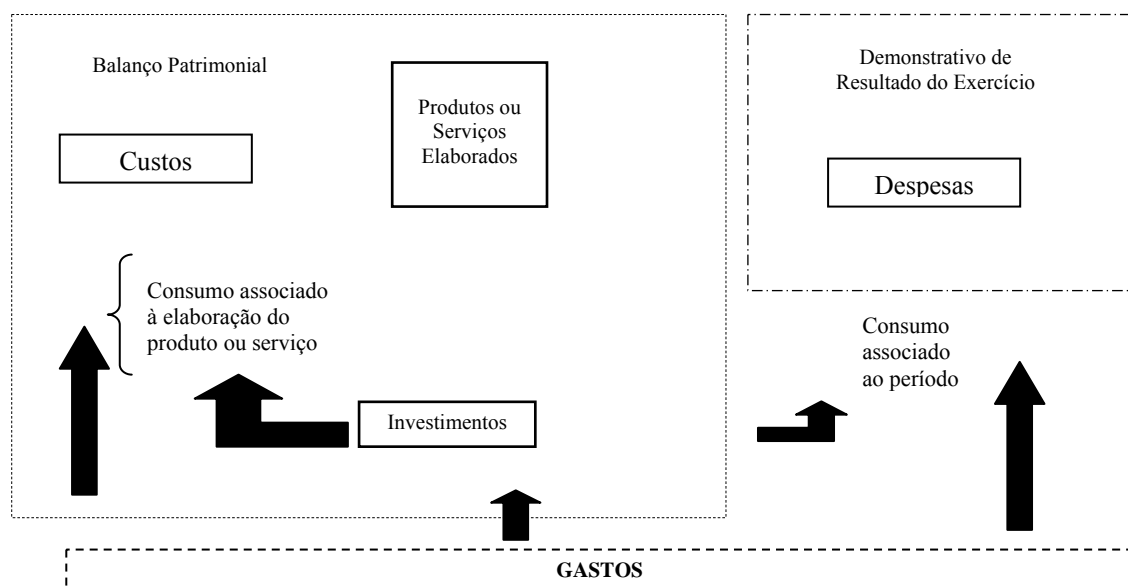 Balanço Patrimonial
Custos
Produtos ou
Serviços
Elaborados
Demonstrativo de
Resultado do Exercício
Despesas
Consumo associado
à elaboração do
produto ou serviço
Investimentos
Consumo
associado
ao período
GASTOS